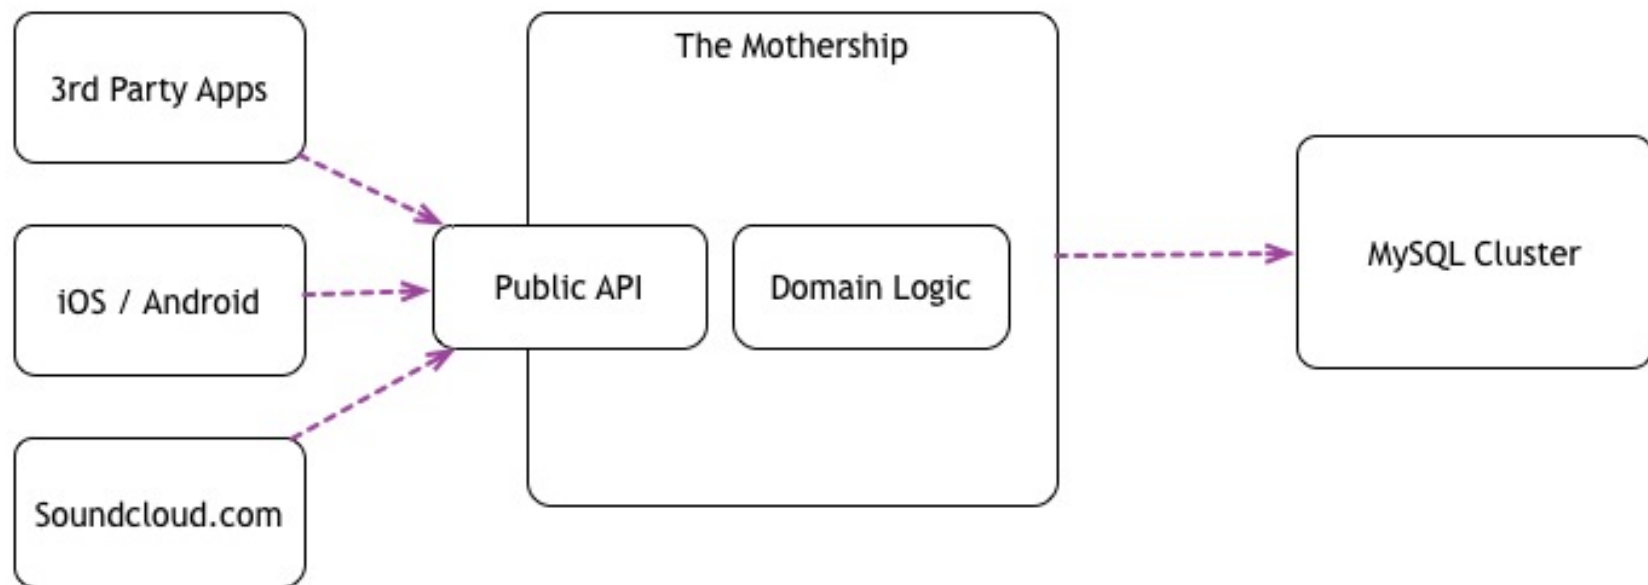 The Mothership
3rd Party Apps
iOS / Android
Soundcloud.com
Public API
Domain Logic
MySQL Cluster